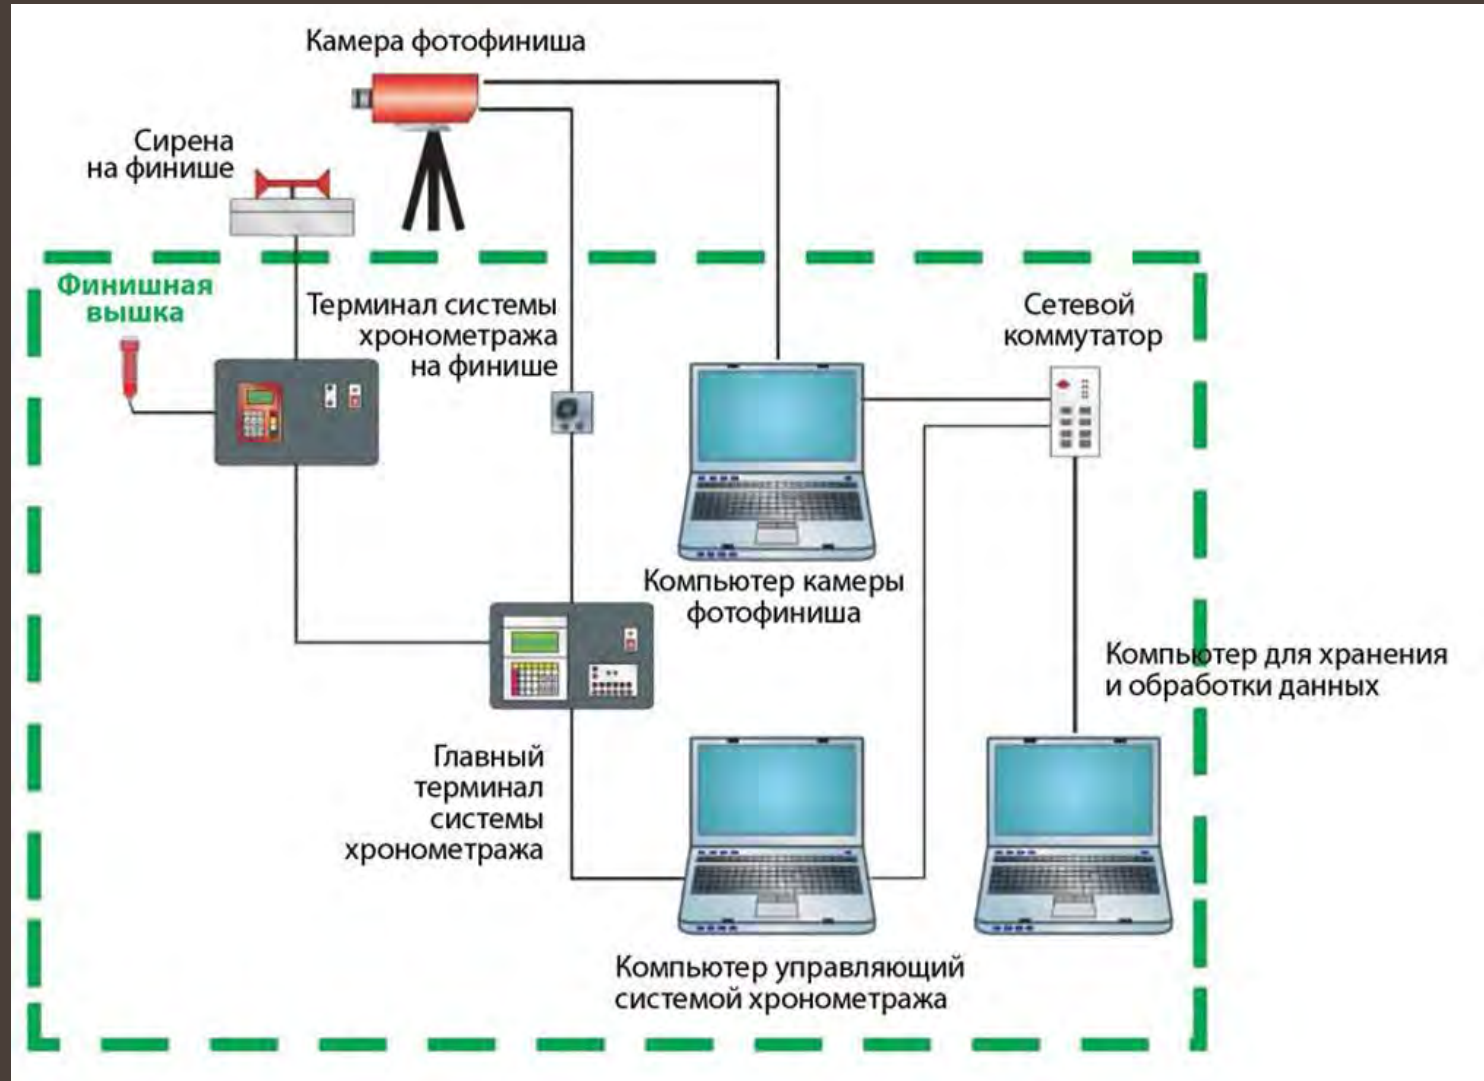 Камера фотофиниша
Сирена
на финише
Финишная
вышка
Терминал системы
хронометража
на финише
Сетевой
коммутатор
Компьютер камеры
фотофиниша
Компьютер для хранения
и обработки данных
Главный
терминал
системы
хронометража
Компьютер управляющий
системой хронометража